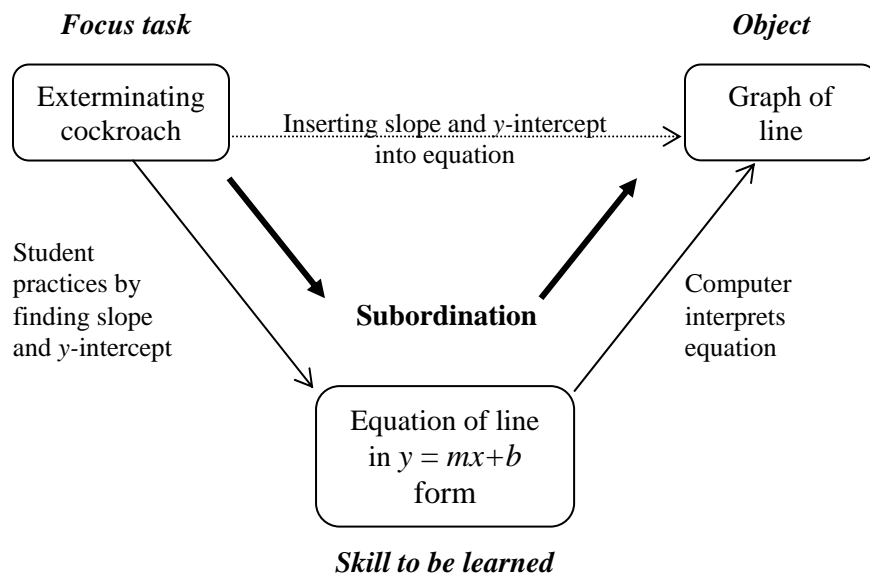 Focus task
Object
Exterminating
cockroach
Inserting slope and y-intercept
into equation
Graph of
line
Student
practices by
finding slope
and y-intercept
Subordination
Computer
interprets
equation
Equation of line
in y = mx+b
form
Skill to be learned